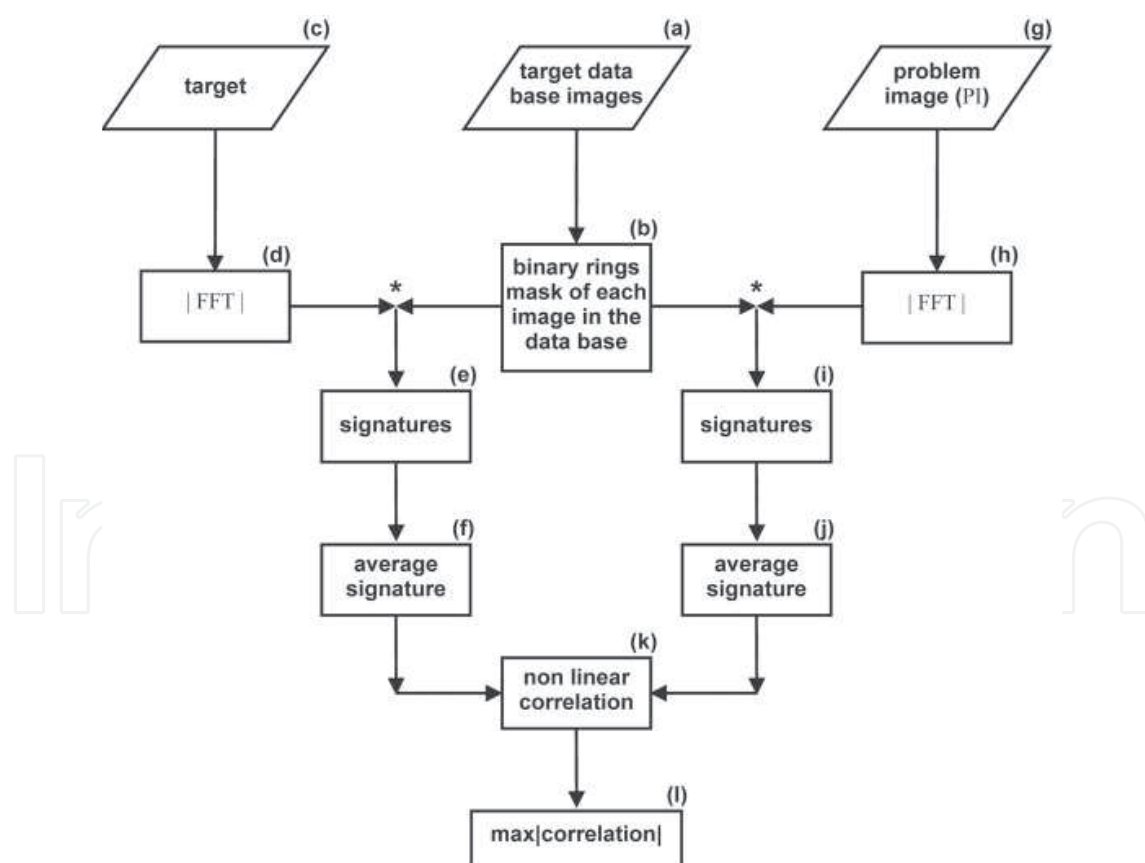 (c)
target
(a)
target data
base images
(g)
problem
image (PI)
(d)
| FFT |
*
(b)
binary rings
mask of each
image in the
data base
*
(h)
| FFT |
(e)
signatures
(i)
signatures
(f)
average
signature
(j)
average
signature
(k)
non linear
correlation
(l)
max|correlation|